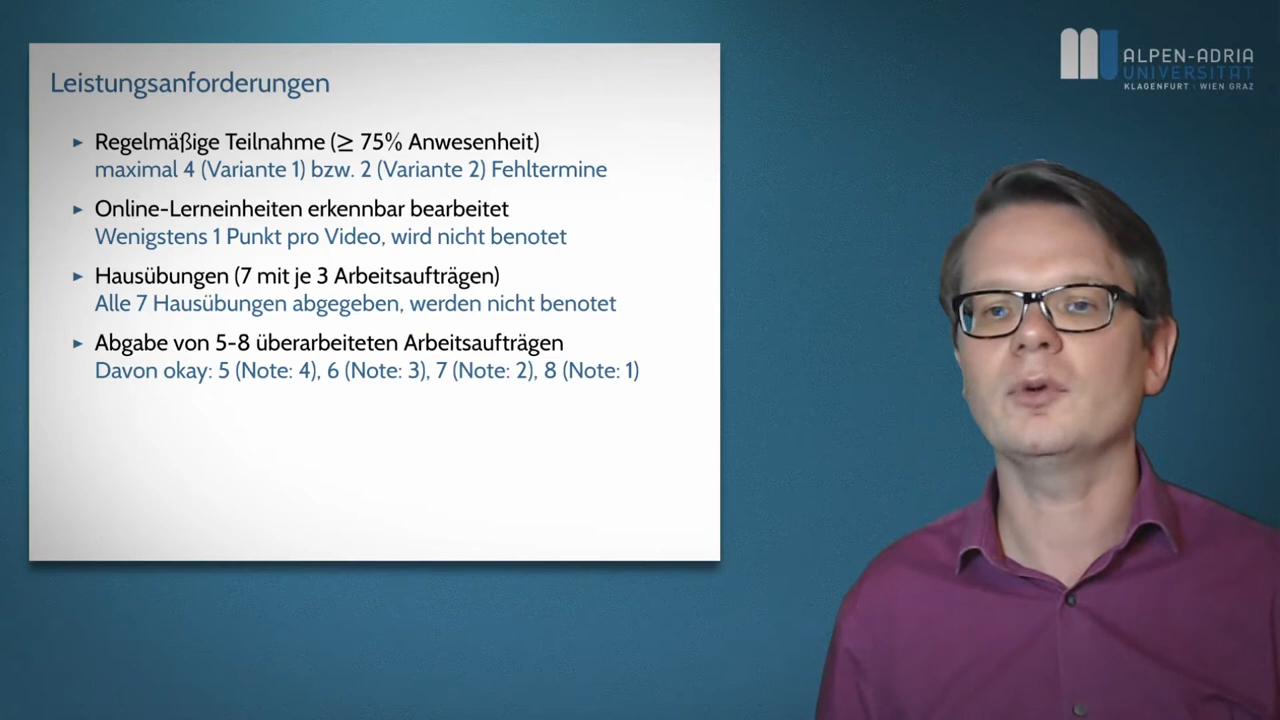 Leistungsanforderungen
► Regelmäßige Teilnahme (≥ 75% Anwesenheit)
maximal 4 (Variante 1) bzw. 2 (Variante 2) Fehltermine
► Online-Lerneinheiten erkennbar bearbeitet
Wenigstens 1 Punkt pro Video, wird nicht benotet
► Hausübungen (7 mit je 3 Arbeitsaufträgen)
Alle 7 Hausübungen abgegeben, werden nicht benotet
► Abgabe von 5-8 überarbeiteten Arbeitsaufträgen
Davon okay: 5 (Note: 4), 6 (Note: 3), 7 (Note: 2), 8 (Note: 1)
ALPEN-ADRIA
UNIVERSITÄT
KLAGENFURT | WIEN GRAZ